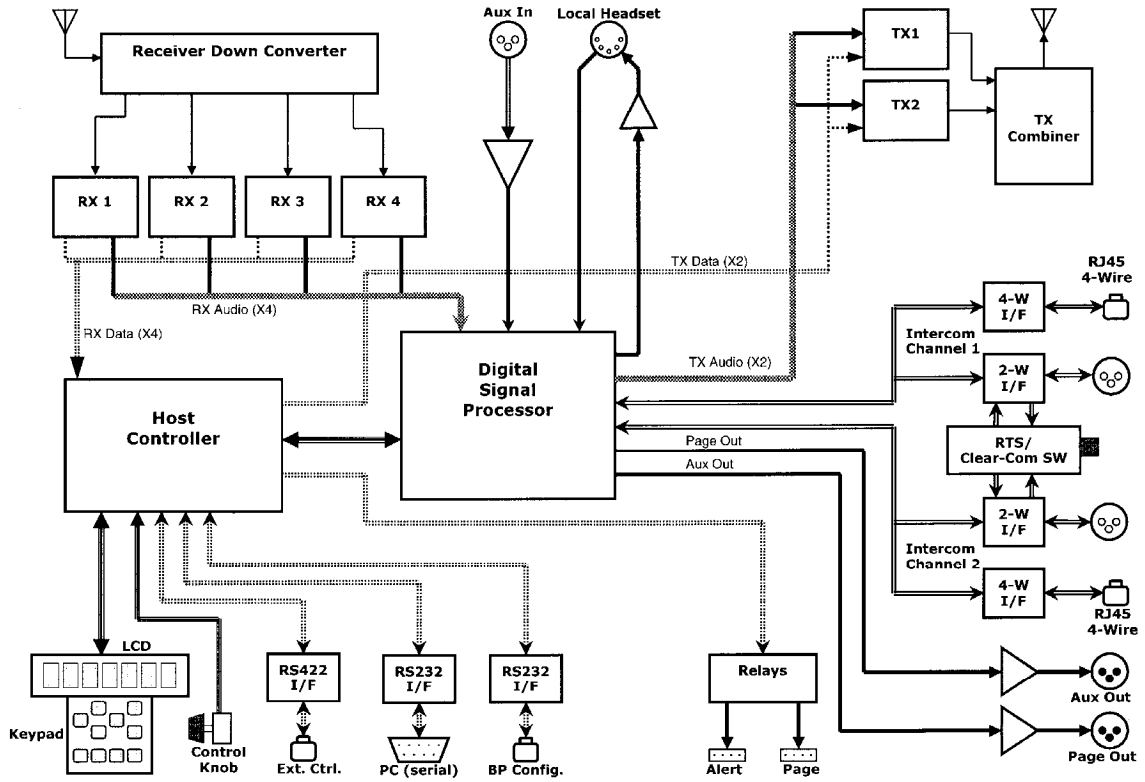 Aux In
Local Headset
Receiver Down Converter
TX1
TX2
TX
Combiner
RX 1
RX 2
RX 3
RX 4
TX Data (X2)
RX Audio (X4)
RX Data (X4)
RJ45
4-Wire
4-W
I/F
Intercom
Channel 1
2-W
I/F
Digital
Signal
Processor
TX Audio (X2)
Host
Controller
Page Out
Aux Out
RTS/
Clear-Com SW
2-W
I/F
Intercom
Channel 2
4-W
I/F
RJ45
4-Wire
LCD
RS422
I/F
RS232
I/F
RS232
I/F
Relays
Aux Out
Keypad
Control
Knob
Ext. Ctrl.
PC (serial)
BP Config.
Alert
Page
Page Out